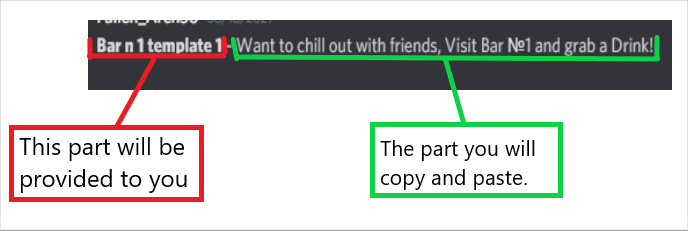 Bar n 1 template 1 - Want to chill out with friends, Visit Bar №1 and grab a Drink!
This part will be
provided to you
The part you will
copy and paste.